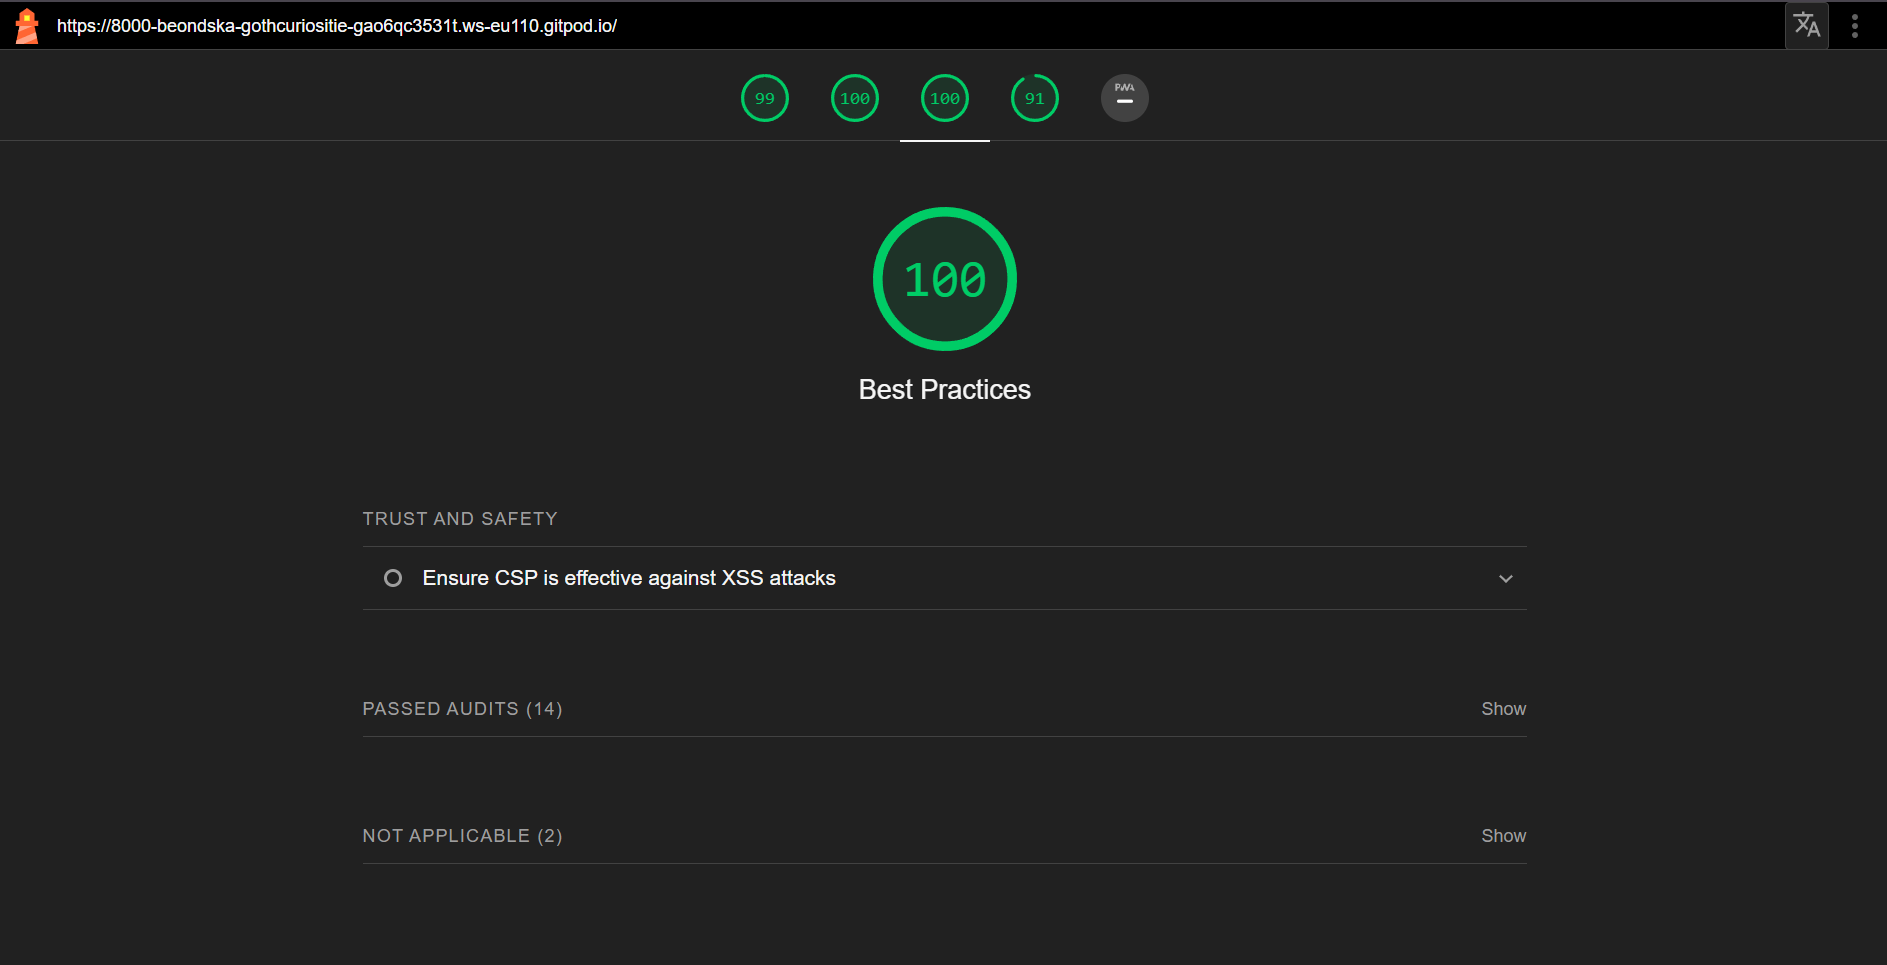 https://8000-beondska-gothcuriositie-gao6qc3531t.ws-eu110.gitpod.io/
99 100 100 91 PWA
100
Best Practices
TRUST AND SAFETY
Ensure CSP is effective against XSS attacks
PASSED AUDITS (14) Show
NOT APPLICABLE (2) Show